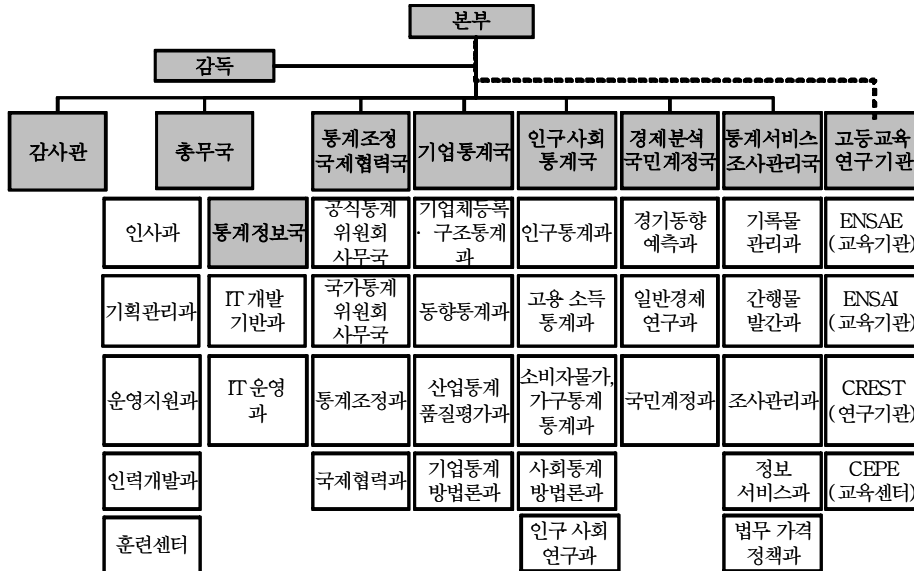 본부
감독
감사관
총무국
통계조정
국제협력국
기업통계국
인구사회
통계국
경제분석
국민계정국
통계서비스
조사관리국
고등교육
연구기관
인사과
통계정보국
공식통계
위원회
사무국
기업체등록
· 구조통계
과
인구통계과
경기동향
예측과
기록물
관리과
ENSAE
(교육기관)
기획관리과
IT 개발
기반과
국가통계
위원회
사무국
동향통계과
고용 소득
통계과
일반경제
연구과
간행물
발간과
ENSAI
(교육기관)
운영지원과
IT 운영
과
통계조정과
산업통계
품질평가과
소비자물가,
가구통계
통계과
국민계정과
조사관리과
CREST
(연구기관)
인력개발과
국제협력과
기업통계
방법론과
사회통계
방법론과
정보
서비스과
CEPE
(교육센터)
훈련센터
인구 사회
연구과
법무 가격
정책과